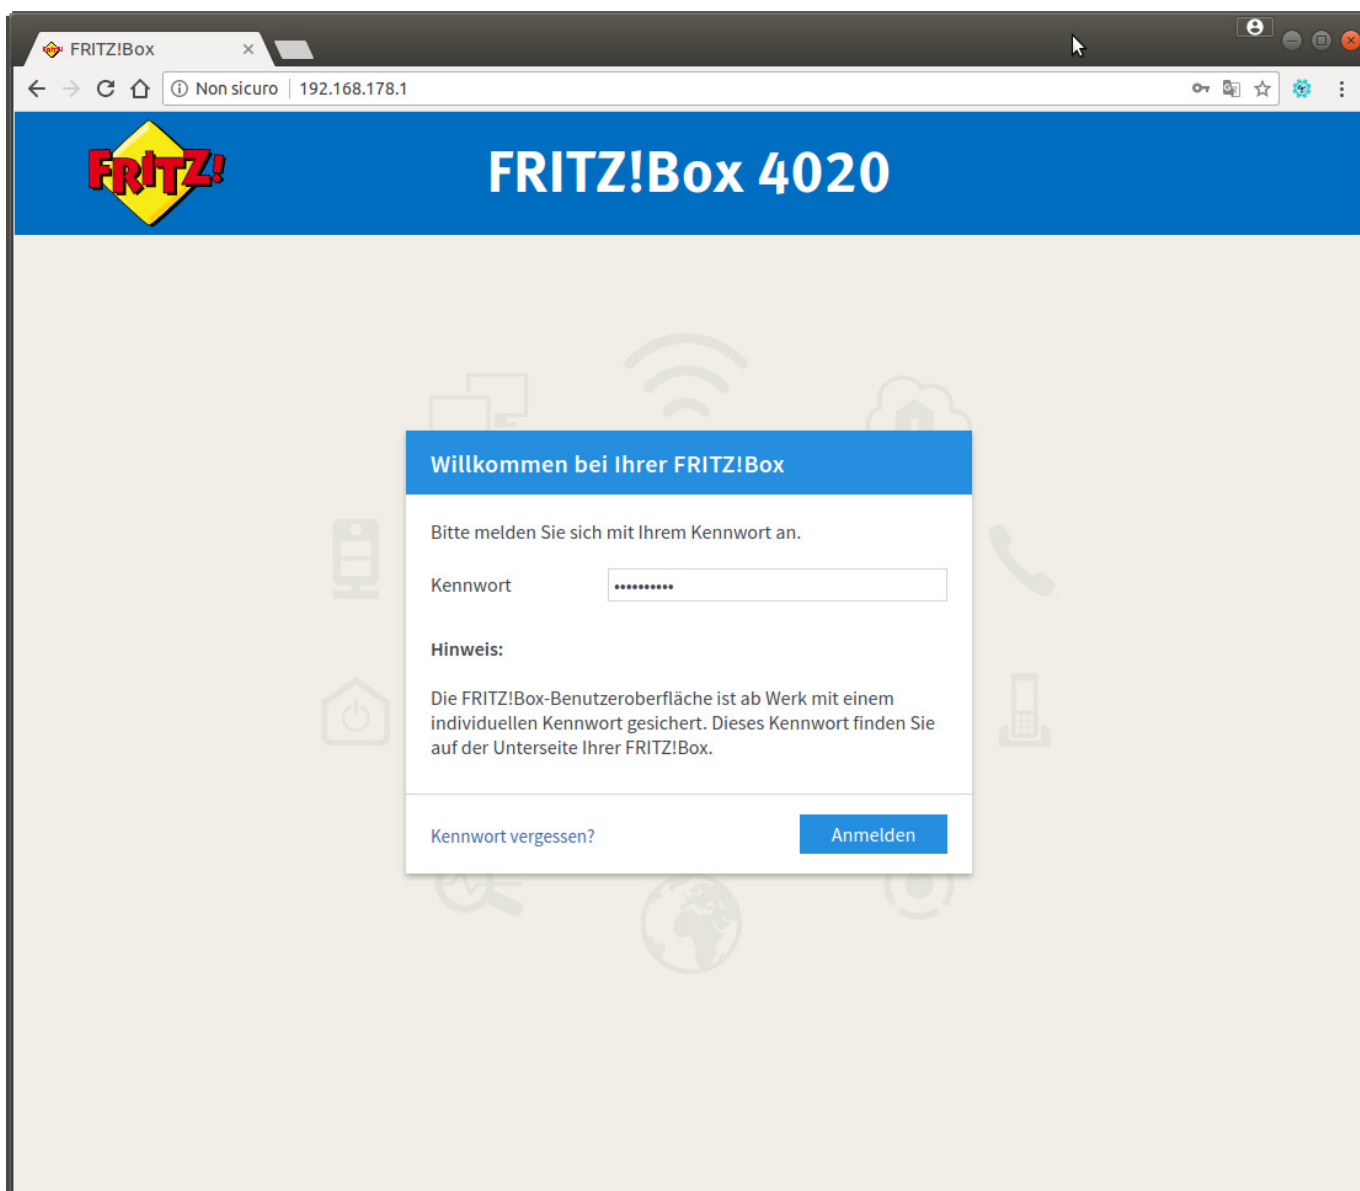 FRITZ!Box
Non sicuro 192.168.178.1
FRITZ!
FRITZ!Box 4020
Willkommen bei Ihrer FRITZ!Box
Bitte melden Sie sich mit Ihrem Kennwort an.
Kennwort ••••••••••
Hinweis:
Die FRITZ!Box-Benutzeroberfläche ist ab Werk mit einem
individuellen Kennwort gesichert. Dieses Kennwort finden Sie
auf der Unterseite Ihrer FRITZ!Box.
Kennwort vergessen? Anmelden